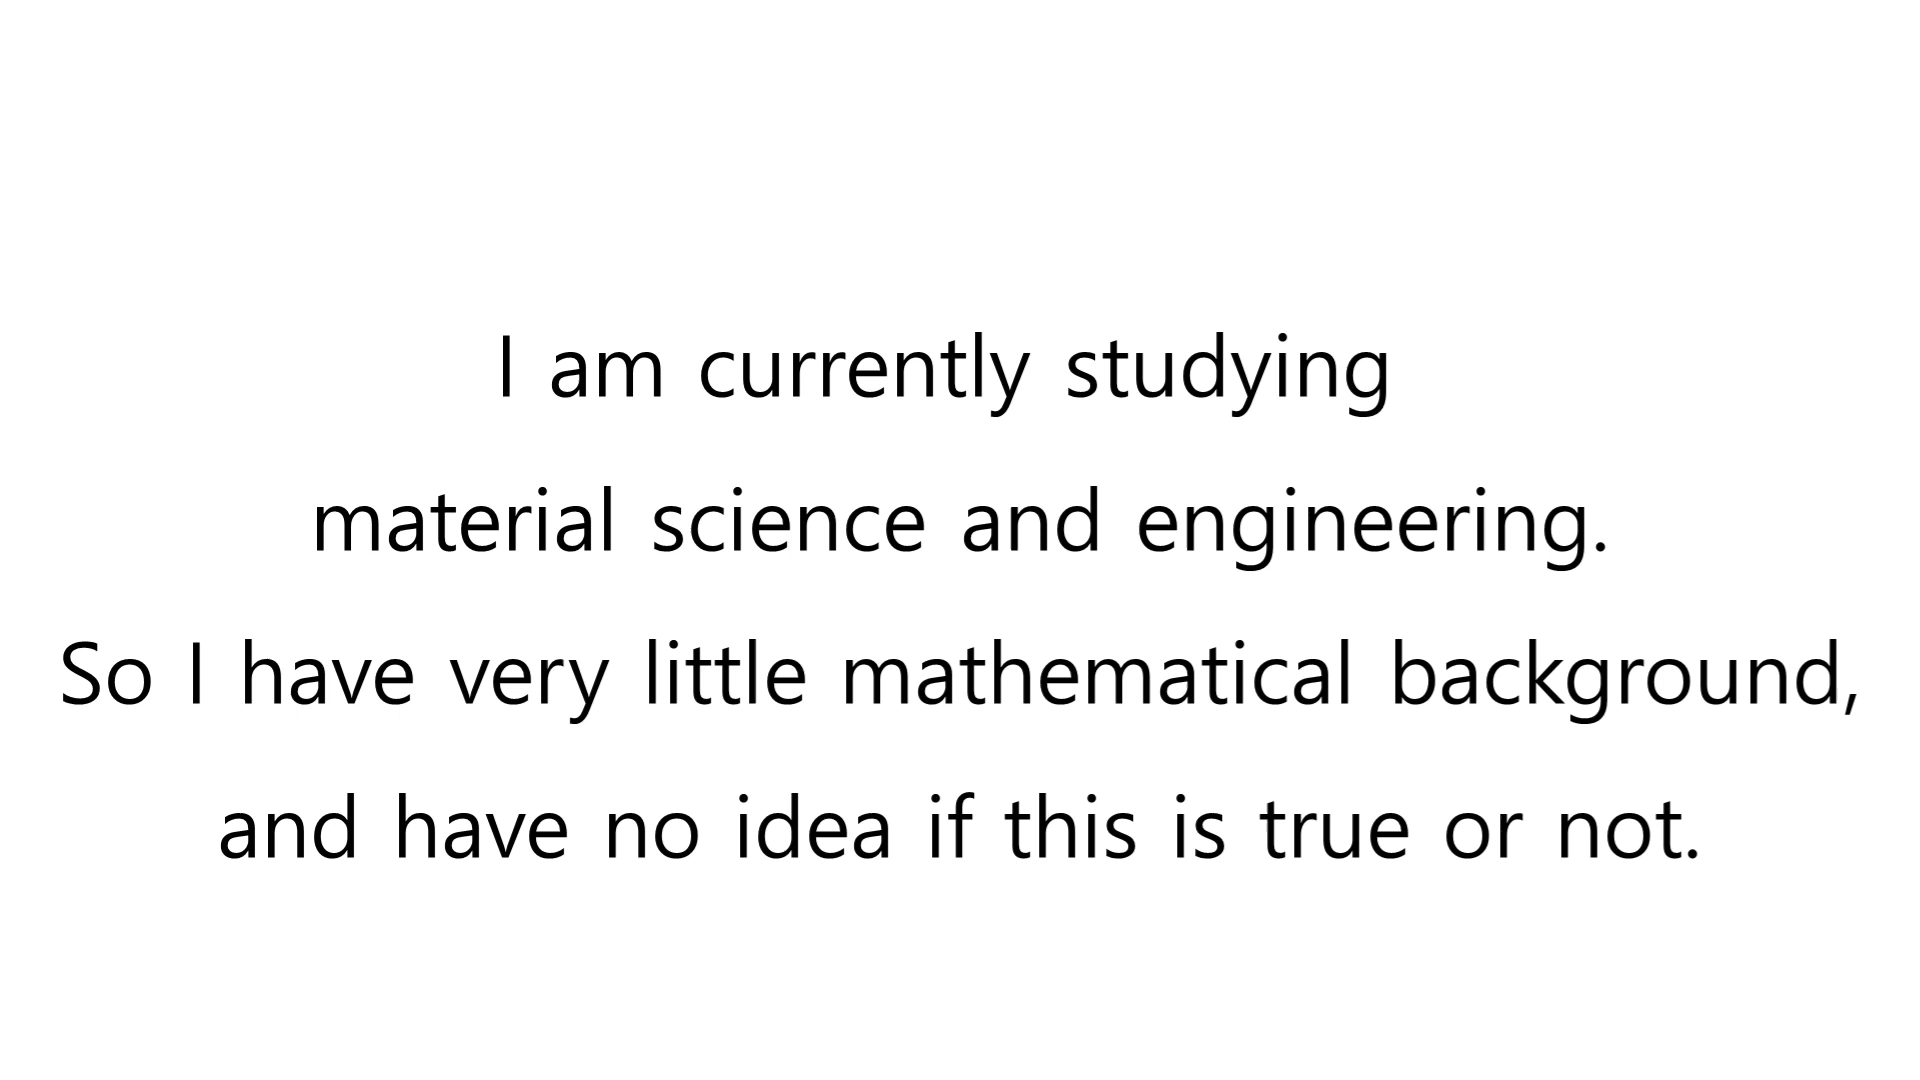 I am currently studying
material science and engineering.
So I have very little mathematical background,
and have no idea if this is true or not.